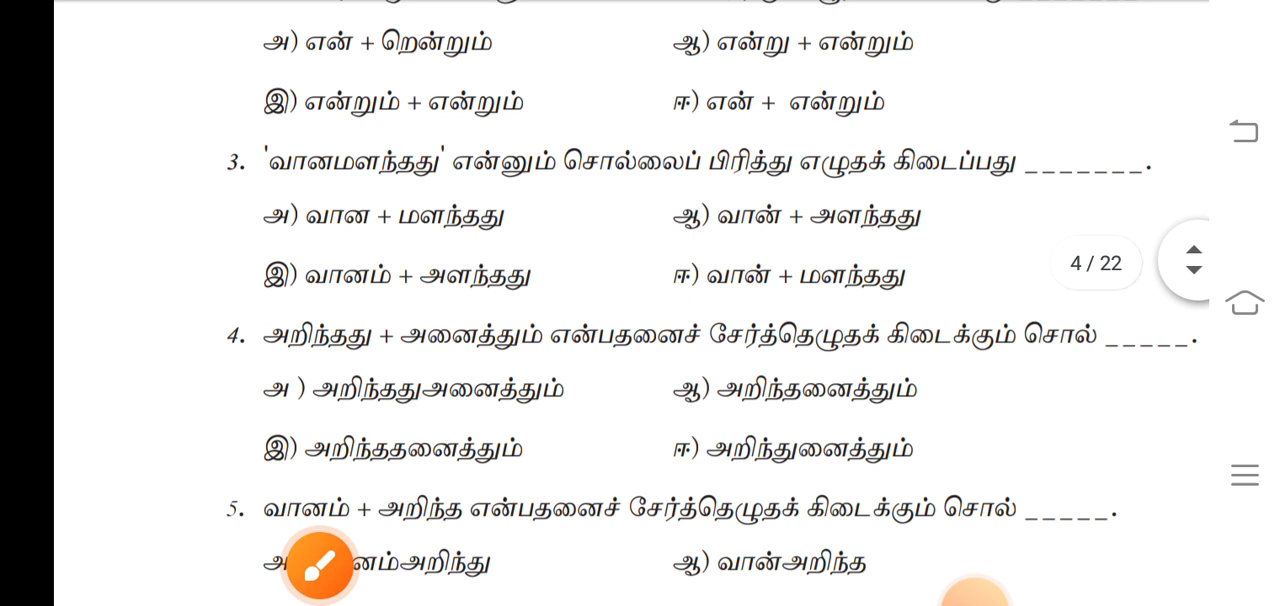 அ) என் + றென்றும் ஆ) என்று + என்றும்
இ) என்றும் + என்றும் ஈ) என் + என்றும்
3. 'வானமளந்தது' என்னும் சொல்லைப் பிரித்து எழுதக் கிடைப்பது _______.
அ) வான + மளந்தது ஆ) வான் + அளந்தது
இ) வானம் + அளந்தது ஈ) வான் + மளந்தது
4 / 22
4. அறிந்தது + அனைத்தும் என்பதனைச் சேர்த்தெழுதக் கிடைக்கும் சொல் _____.
அ ) அறிந்ததுஅனைத்தும் ஆ) அறிந்தனைத்தும்
இ) அறிந்ததனைத்தும் ஈ) அறிந்துனைத்தும்
5. வானம் + அறிந்த என்பதனைச் சேர்த்தெழுதக் கிடைக்கும் சொல் _____.
அ னம்அறிந்து ஆ) வான்அறிந்த